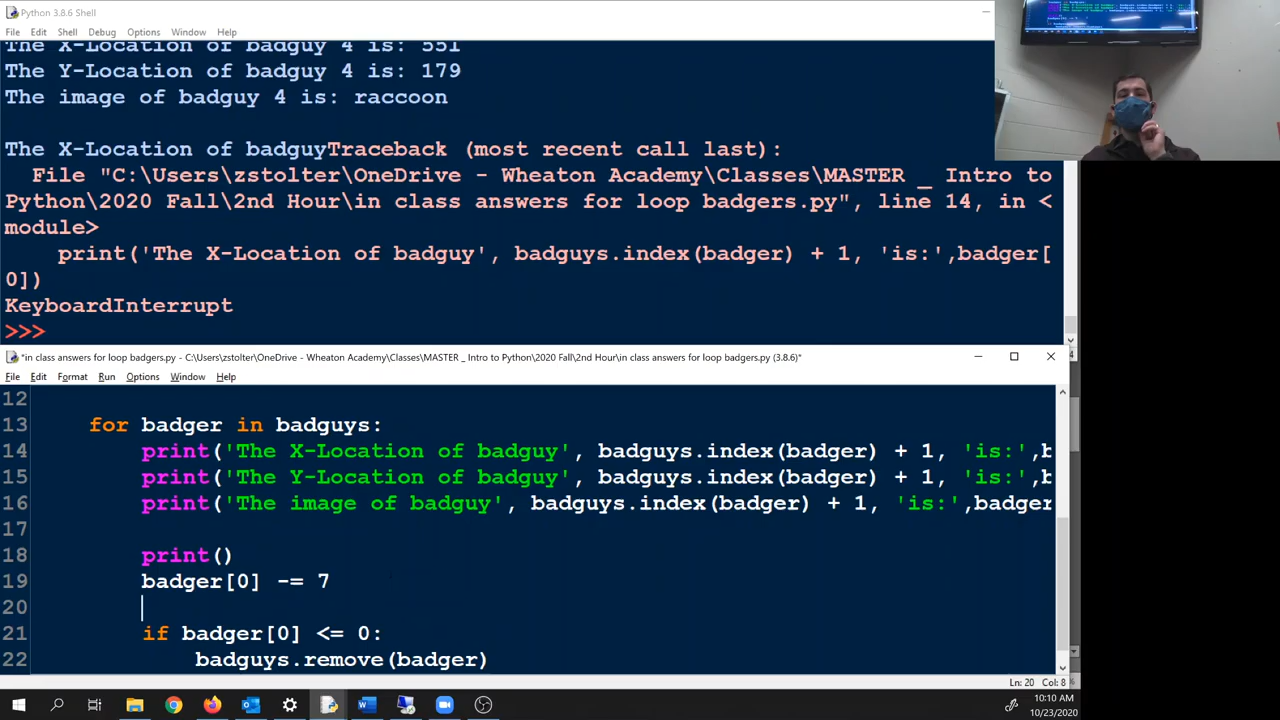 Python 3.8.6 Shell
File Edit Shell Debug Options Window Help
The X-Location of badguy 4 is: 551
The Y-Location of badguy 4 is: 179
The image of badguy 4 is: raccoon
The X-Location of badguyTraceback (most recent call last):
File "C:\Users\zstolter\OneDrive - Wheaton Academy\Classes\MASTER _ Intro to
Python\2020 Fall\2nd Hour\in class answers for loop badgers.py", line 14, in <
module>
print('The X-Location of badguy', badguys.index(badger) + 1, 'is:',badger[
0])
KeyboardInterrupt
>>>
*in class answers for loop badgers.py - C:\Users\zstolter\OneDrive - Wheaton Academy\Classes\MASTER _ Intro to Python\2020 Fall\2nd Hour\in class answers for loop badgers.py (3.8.6)*
File Edit Format Run Options Window Help
12
13 for badger in badguys:
14 print('The X-Location of badguy', badguys.index(badger) + 1, 'is:',b
15 print('The Y-Location of badguy', badguys.index(badger) + 1, 'is:',b
16 print('The image of badguy', badguys.index(badger) + 1, 'is:',badger
17
18 print()
19 badger[0] -= 7
20
21 if badger[0] <= 0:
22 badguys.remove(badger)
Ln: 20 Col: 8
10:10 AM
10/23/2020